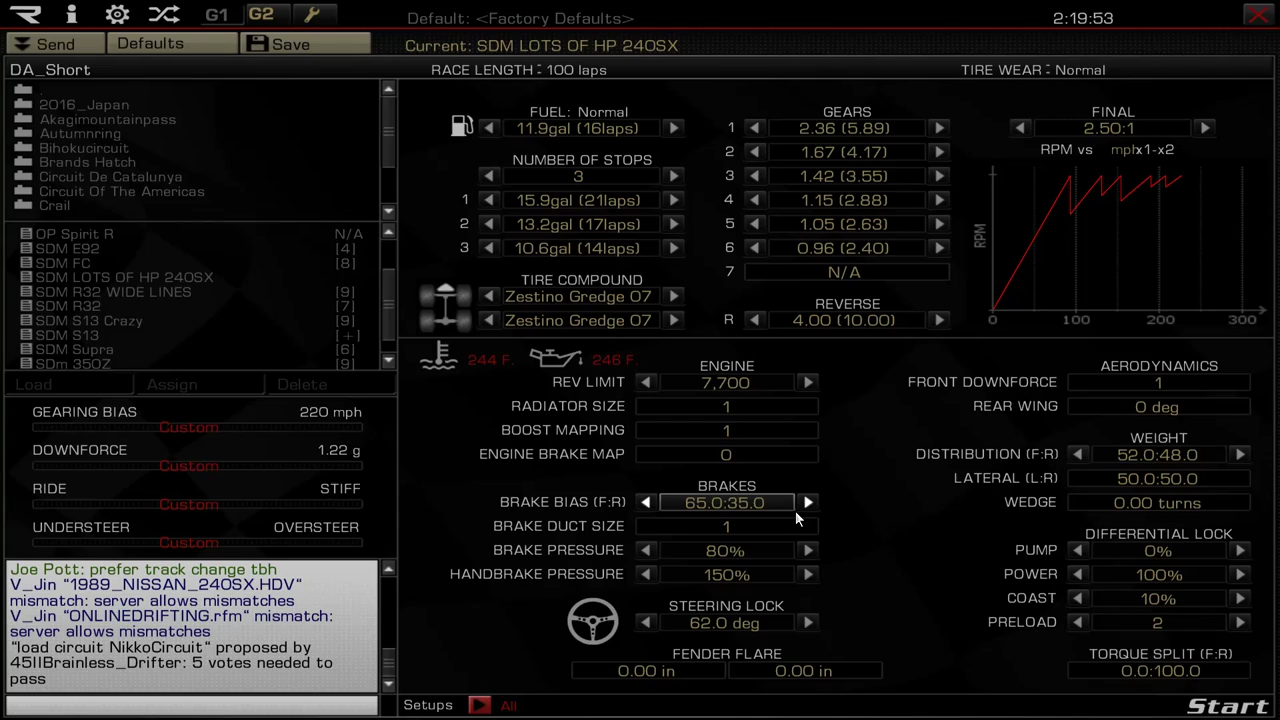 G1 G2 Default: <Factory Defaults> 2:19:53
Send Defaults Save Current: SDM LOTS OF HP 240SX
DA_Short RACE LENGTH: 100 laps TIRE WEAR: Normal
.
2016_Japan
Akagimountainpass
Autumnring
Bihokucircuit
Brands Hatch
Circuit De Catalunya
Circuit Of The Americas
Crail
OP Spirit R N/A
SDM E92 [4]
SDM FC [8]
SDM LOTS OF HP 240SX
SDM R32 WIDE LINES [9]
SDM R32 [7]
SDM S13 Crazy [9]
SDM S13 [+]
SDM Supra [6]
SDm 350Z [9]
Load Assign Delete
GEARING BIAS 220 mph
Custom
DOWNFORCE 1.22 g
Custom
RIDE STIFF
Custom
UNDERSTEER OVERSTEER
Custom
Joe Pott: prefer track change tbh
V_Jin "1989_NISSAN_240SX.HDV"
mismatch: server allows mismatches
V_Jin "ONLINEDRIFTING.rfm" mismatch:
server allows mismatches
"load circuit NikkoCircuit" proposed by
45llBrainless_Drifter: 5 votes needed to
pass
FUEL: Normal
11.9gal (16laps)
NUMBER OF STOPS
3
1 15.9gal (21laps)
2 13.2gal (17laps)
3 10.6gal (14laps)
TIRE COMPOUND
Zestino Gredge 07
Zestino Gredge 07
GEARS
1 2.36 (5.89)
2 1.67 (4.17)
3 1.42 (3.55)
4 1.15 (2.88)
5 1.05 (2.63)
6 0.96 (2.40)
7 N/A
REVERSE
R 4.00 (10.00)
FINAL
2.50:1
RPM vs mph x1-x2
RPM
0 100 200 300
244 F. 246 F.
ENGINE
REV LIMIT 7,700
RADIATOR SIZE 1
BOOST MAPPING 1
ENGINE BRAKE MAP 0
BRAKES
BRAKE BIAS (F:R) 65.0:35.0
BRAKE DUCT SIZE 1
BRAKE PRESSURE 80%
HANDBRAKE PRESSURE 150%
STEERING LOCK
62.0 deg
FENDER FLARE
0.00 in 0.00 in
AERODYNAMICS
FRONT DOWNFORCE 1
REAR WING 0 deg
WEIGHT
DISTRIBUTION (F:R) 52.0:48.0
LATERAL (L:R) 50.0:50.0
WEDGE 0.00 turns
DIFFERENTIAL LOCK
PUMP 0%
POWER 100%
COAST 10%
PRELOAD 2
TORQUE SPLIT (F:R)
0.0:100.0
Setups All Start